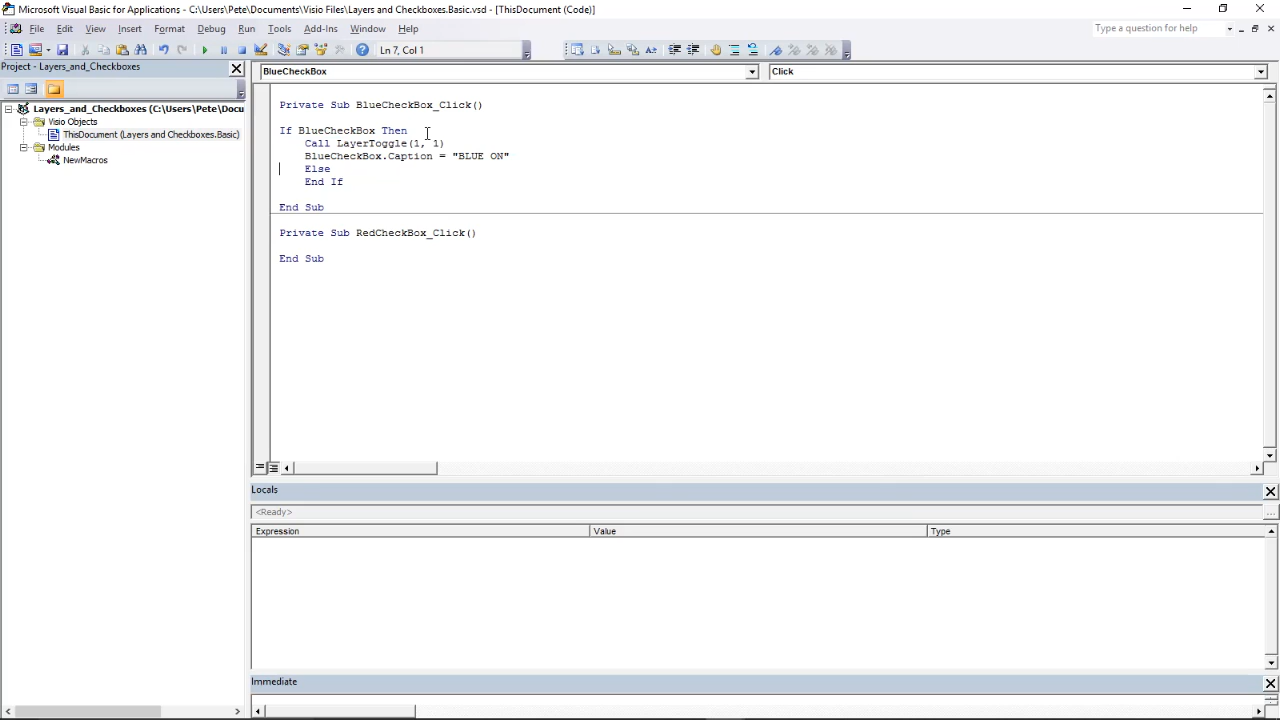 Microsoft Visual Basic for Applications - C:\Users\Pete\Documents\Visio Files\Layers and Checkboxes.Basic.vsd - [ThisDocument (Code)]
File Edit View Insert Format Debug Run Tools Add-Ins Window Help
Type a question for help
Ln 7, Col 1
Project - Layers_and_Checkboxes
BlueCheckBox
Click
Layers_and_Checkboxes (C:\Users\Pete\Docu
Visio Objects
ThisDocument (Layers and Checkboxes.Basic)
Modules
NewMacros
Private Sub BlueCheckBox_Click()
If BlueCheckBox Then
Call LayerToggle(1, 1)
BlueCheckBox.Caption = "BLUE ON"
Else
End If
End Sub
Private Sub RedCheckBox_Click()
End Sub
Locals
<Ready>
Expression Value Type
Immediate